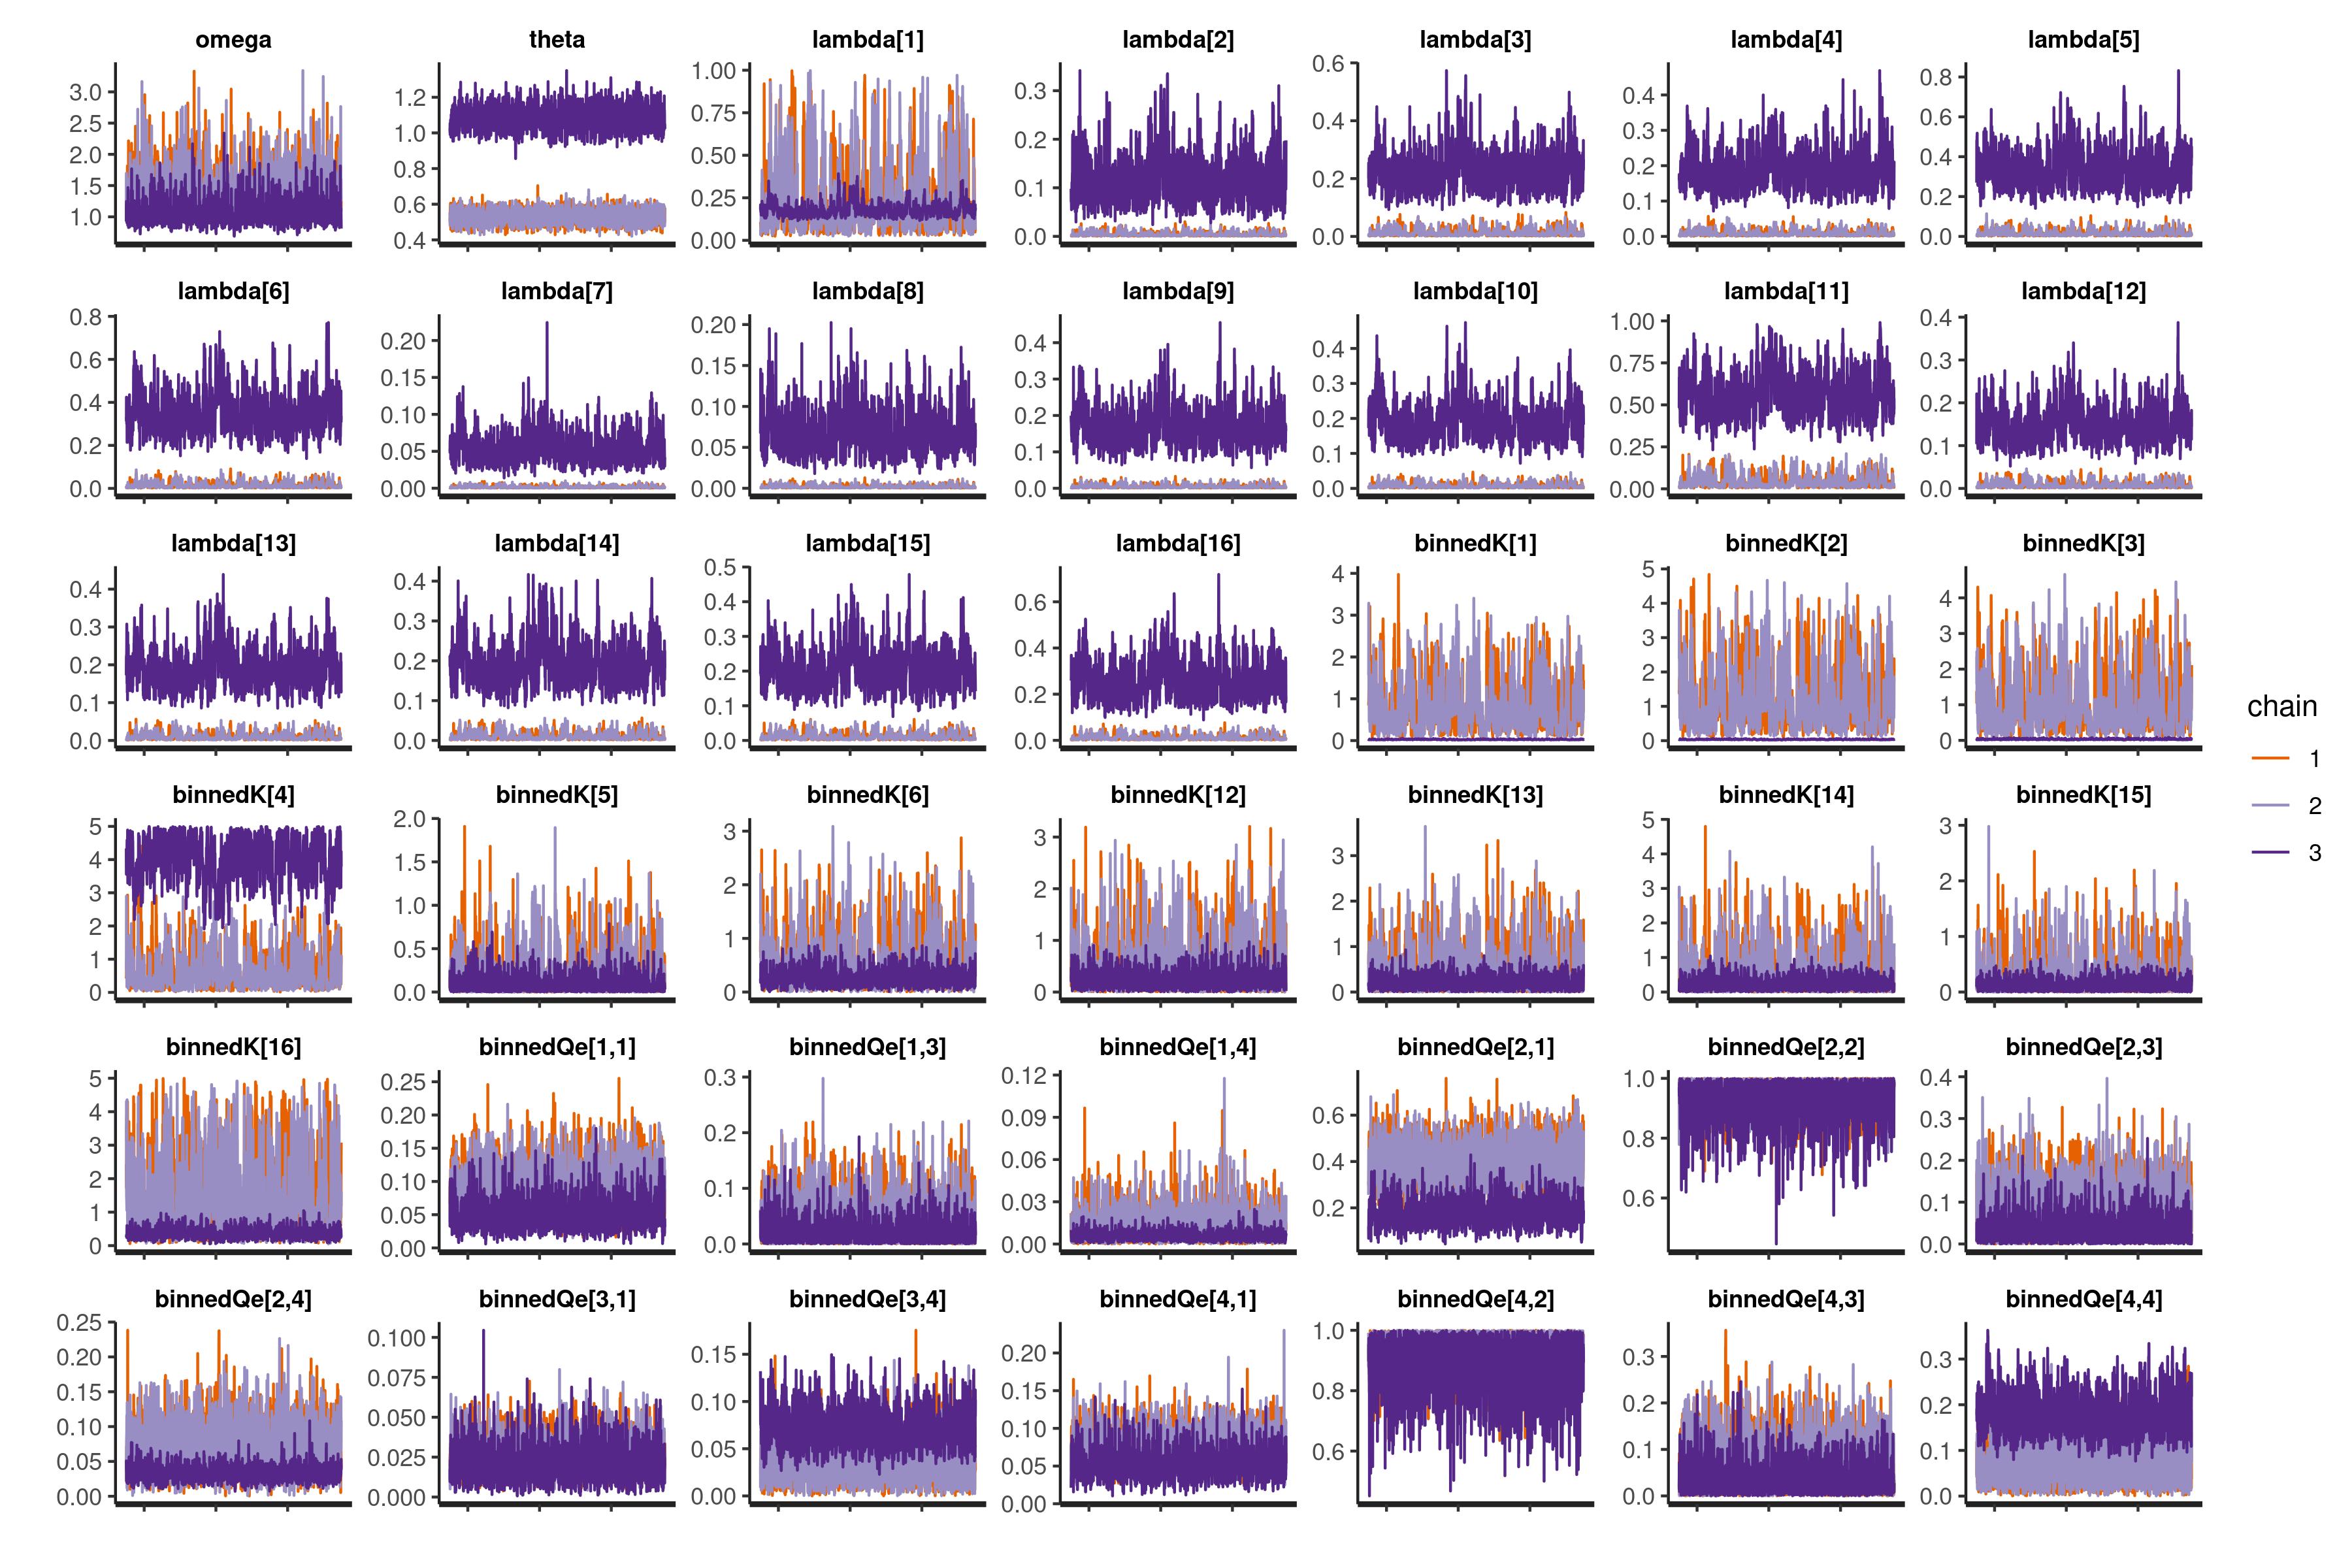 omega theta lambda[1] lambda[2] lambda[3] lambda[4] lambda[5]
3.0 2.5 2.0 1.5 1.0
1.2 1.0 0.8 0.6 0.4
1.00 0.75 0.50 0.25 0.00
0.3 0.2 0.1 0.0
0.6 0.4 0.2 0.0
0.4 0.3 0.2 0.1 0.0
0.8 0.6 0.4 0.2 0.0
lambda[6] lambda[7] lambda[8] lambda[9] lambda[10] lambda[11] lambda[12]
0.8 0.6 0.4 0.2 0.0
0.20 0.15 0.10 0.05 0.00
0.20 0.15 0.10 0.05 0.00
0.4 0.3 0.2 0.1 0.0
0.4 0.3 0.2 0.1 0.0
1.00 0.75 0.50 0.25 0.00
0.4 0.3 0.2 0.1 0.0
lambda[13] lambda[14] lambda[15] lambda[16] binnedK[1] binnedK[2] binnedK[3]
0.4 0.3 0.2 0.1 0.0
0.4 0.3 0.2 0.1 0.0
0.5 0.4 0.3 0.2 0.1 0.0
0.6 0.4 0.2 0.0
4 3 2 1 0
5 4 3 2 1 0
4 3 2 1 0
binnedK[4] binnedK[5] binnedK[6] binnedK[12] binnedK[13] binnedK[14] binnedK[15]
5 4 3 2 1 0
2.0 1.5 1.0 0.5 0.0
3 2 1 0
3 2 1 0
3 2 1 0
5 4 3 2 1 0
3 2 1 0
binnedK[16] binnedQe[1,1] binnedQe[1,3] binnedQe[1,4] binnedQe[2,1] binnedQe[2,2] binnedQe[2,3]
5 4 3 2 1 0
0.25 0.20 0.15 0.10 0.05 0.00
0.3 0.2 0.1 0.0
0.12 0.09 0.06 0.03 0.00
0.6 0.4 0.2
1.0 0.8 0.6
0.4 0.3 0.2 0.1 0.0
binnedQe[2,4] binnedQe[3,1] binnedQe[3,4] binnedQe[4,1] binnedQe[4,2] binnedQe[4,3] binnedQe[4,4]
0.25 0.20 0.15 0.10 0.05 0.00
0.100 0.075 0.050 0.025 0.000
0.15 0.10 0.05 0.00
0.20 0.15 0.10 0.05 0.00
1.0 0.8 0.6
0.3 0.2 0.1 0.0
0.3 0.2 0.1 0.0
chain
1
2
3